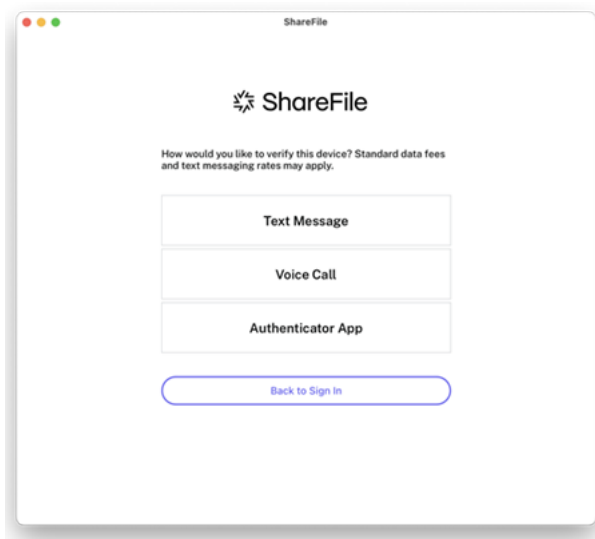 ShareFile
ShareFile
How would you like to verify this device? Standard data fees
and text messaging rates may apply.
Text Message
Voice Call
Authenticator App
Back to Sign In